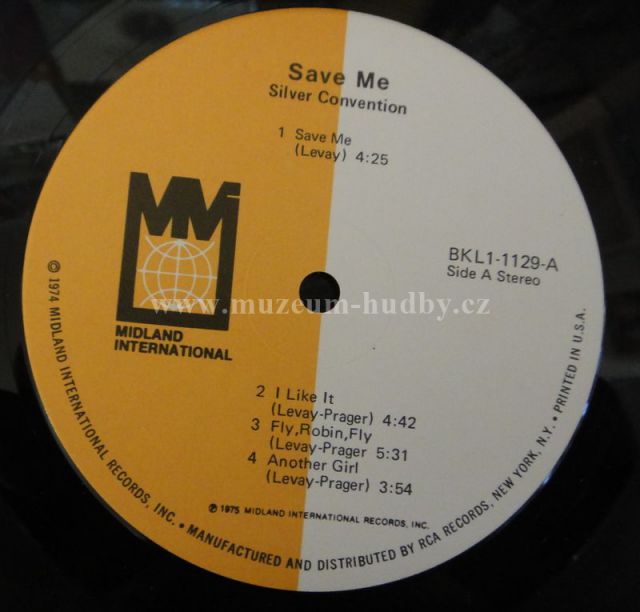 Save Me
Silver Convention
1 Save Me
(Levay) 4:25
BKL1-1129-A
Side A Stereo
www.muzeum-hudby.cz
MIDLAND
INTERNATIONAL
2 I Like It
(Levay-Prager) 4:42
3 Fly,Robin,Fly
(Levay-Prager 5:31
4 Another Girl
(Levay-Prager) 3:54
℗ 1975 MIDLAND INTERNATIONAL RECORDS, INC.
© 1974 MIDLAND INTERNATIONAL RECORDS, INC. • MANUFACTURED AND DISTRIBUTED BY RCA RECORDS, NEW YORK, N.Y. • PRINTED IN U.S.A.